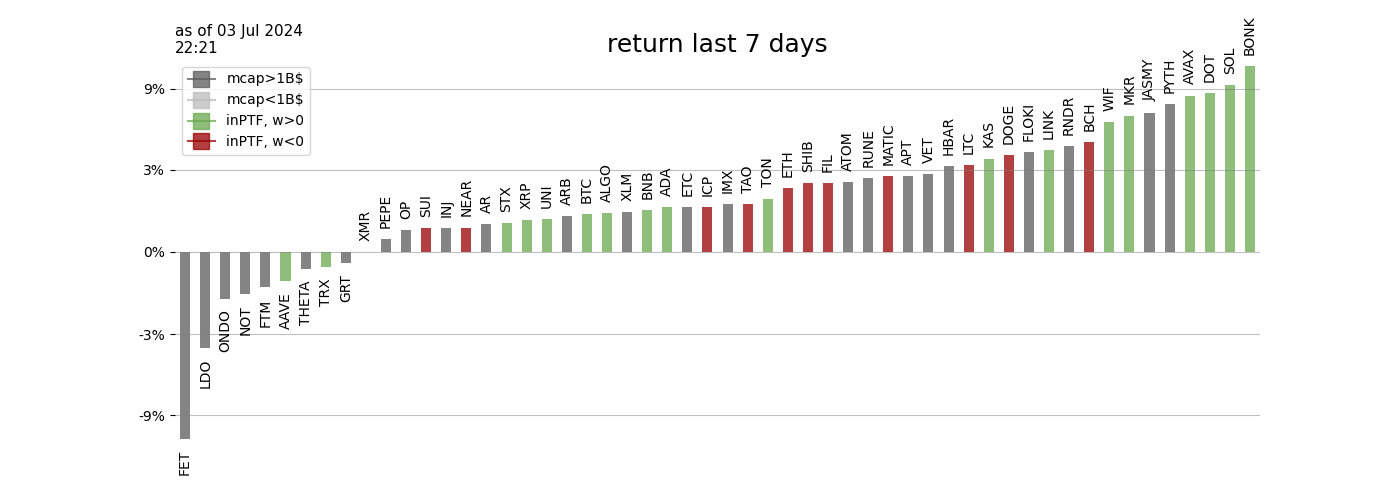 as of 03 Jul 2024
22:21
return last 7 days
mcap>1B$
mcap<1B$
inPTF, w>0
inPTF, w<0
9%
3%
0%
-3%
-9%
FET
LDO
ONDO
NOT
FTM
AAVE
THETA
TRX
GRT
XMR
PEPE
OP
SUI
INJ
NEAR
AR
STX
XRP
UNI
ARB
BTC
ALGO
XLM
BNB
ADA
ETC
ICP
IMX
TAO
TON
ETH
SHIB
FIL
ATOM
RUNE
MATIC
APT
VET
HBAR
LTC
KAS
DOGE
FLOKI
LINK
RNDR
BCH
WIF
MKR
JASMY
PYTH
AVAX
DOT
SOL
BONK